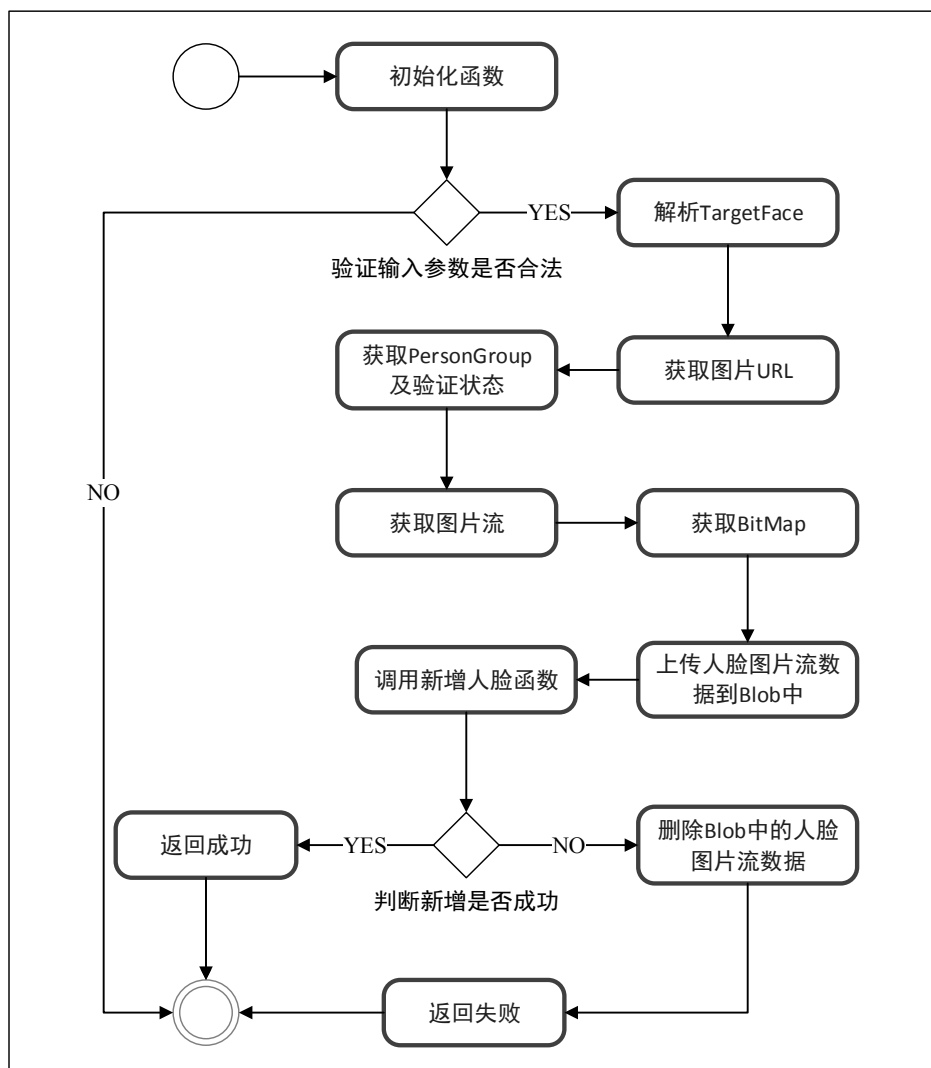 初始化函数
YES
解析TargetFace
验证输入参数是否合法
获取PersonGroup
及验证状态
获取图片URL
NO
获取图片流
获取BitMap
调用新增人脸函数
上传人脸图片流数
据到Blob中
返回成功
YES
NO
删除Blob中的人脸
图片流数据
判断新增是否成功
返回失败